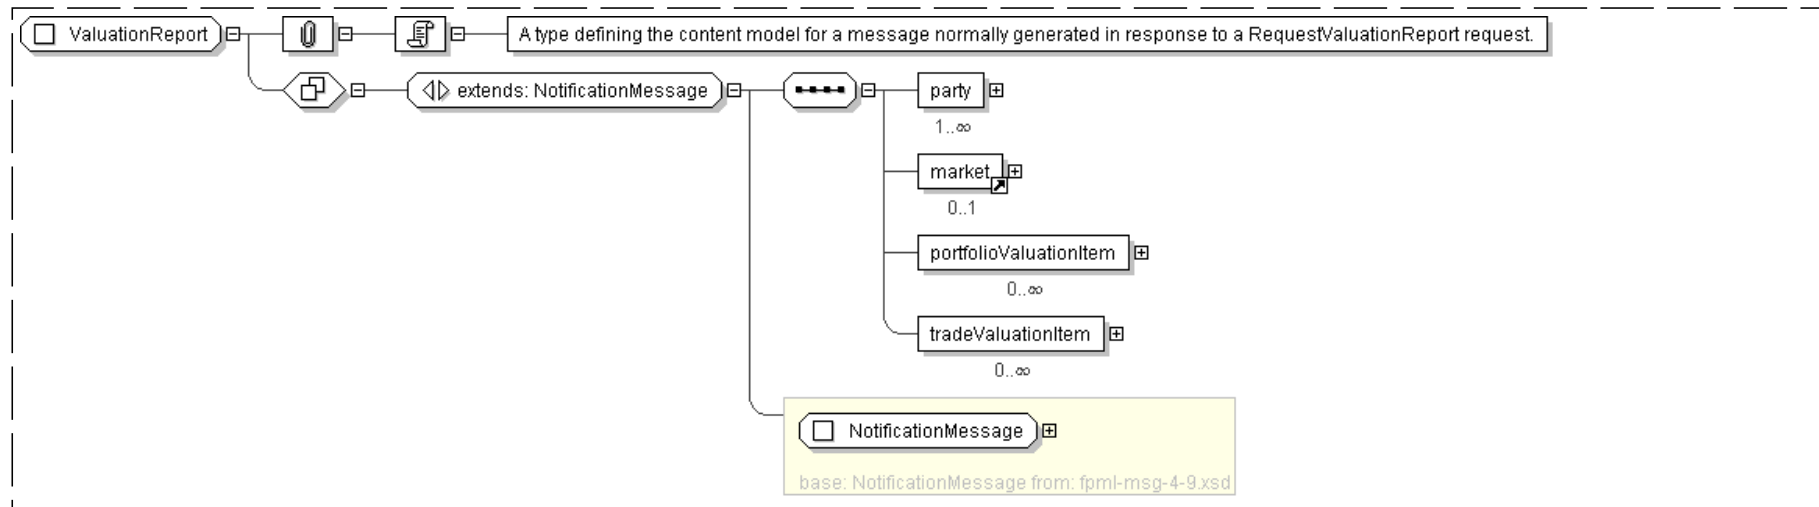 ValuationReport
A type defining the content model for a message normally generated in response to a RequestValuationReport request.
extends: NotificationMessage
party
1..∞
market
0..1
portfolioValuationItem
0..∞
tradeValuationItem
0..∞
NotificationMessage
base: NotificationMessage from: fpml-msg-4-9.xsd